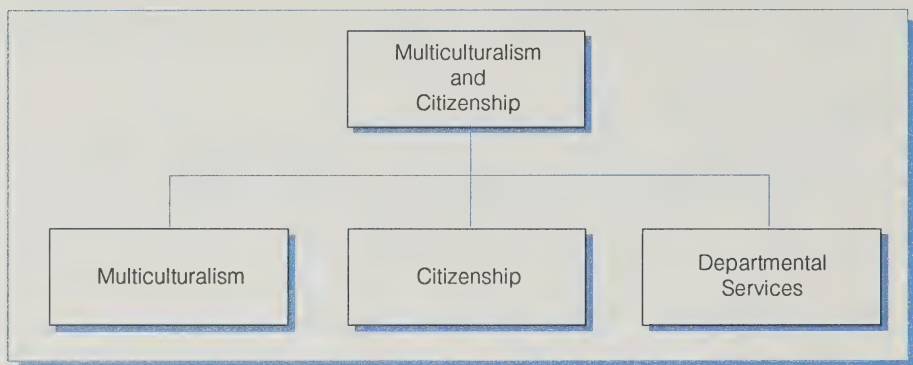 Multiculturalism
and
Citizenship
Multiculturalism
Citizenship
Departmental
Services